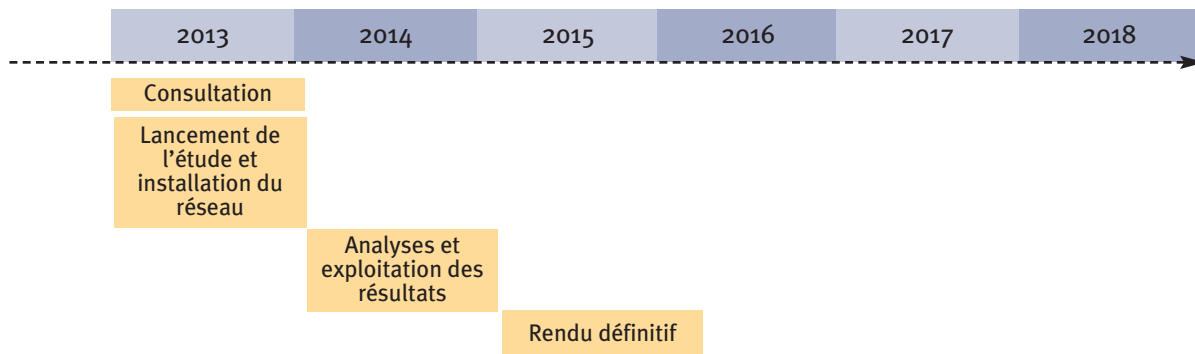 2013 2014 2015 2016 2017 2018
Consultation
Lancement de
l’étude et
installation du
réseau
Analyses et
exploitation des
résultats
Rendu définitif